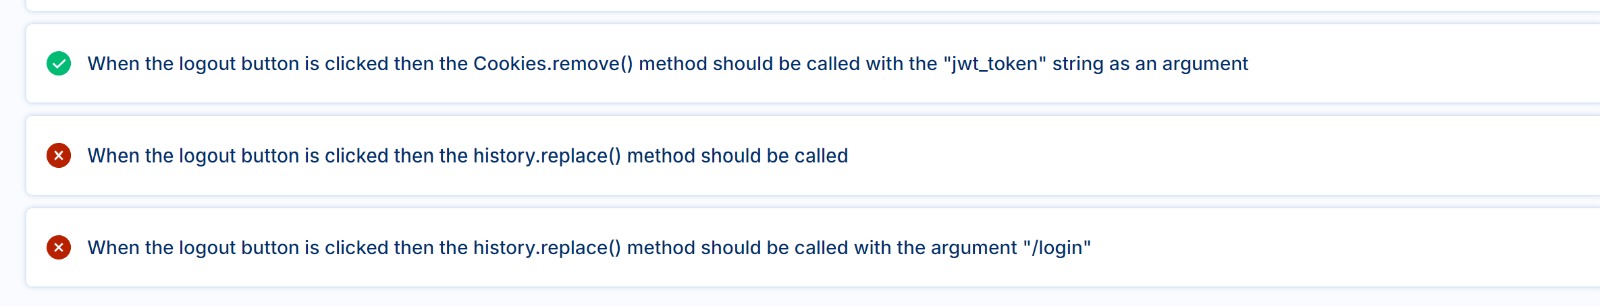 When the logout button is clicked then the Cookies.remove() method should be called with the "jwt_token" string as an argument
When the logout button is clicked then the history.replace() method should be called
When the logout button is clicked then the history.replace() method should be called with the argument "/login"